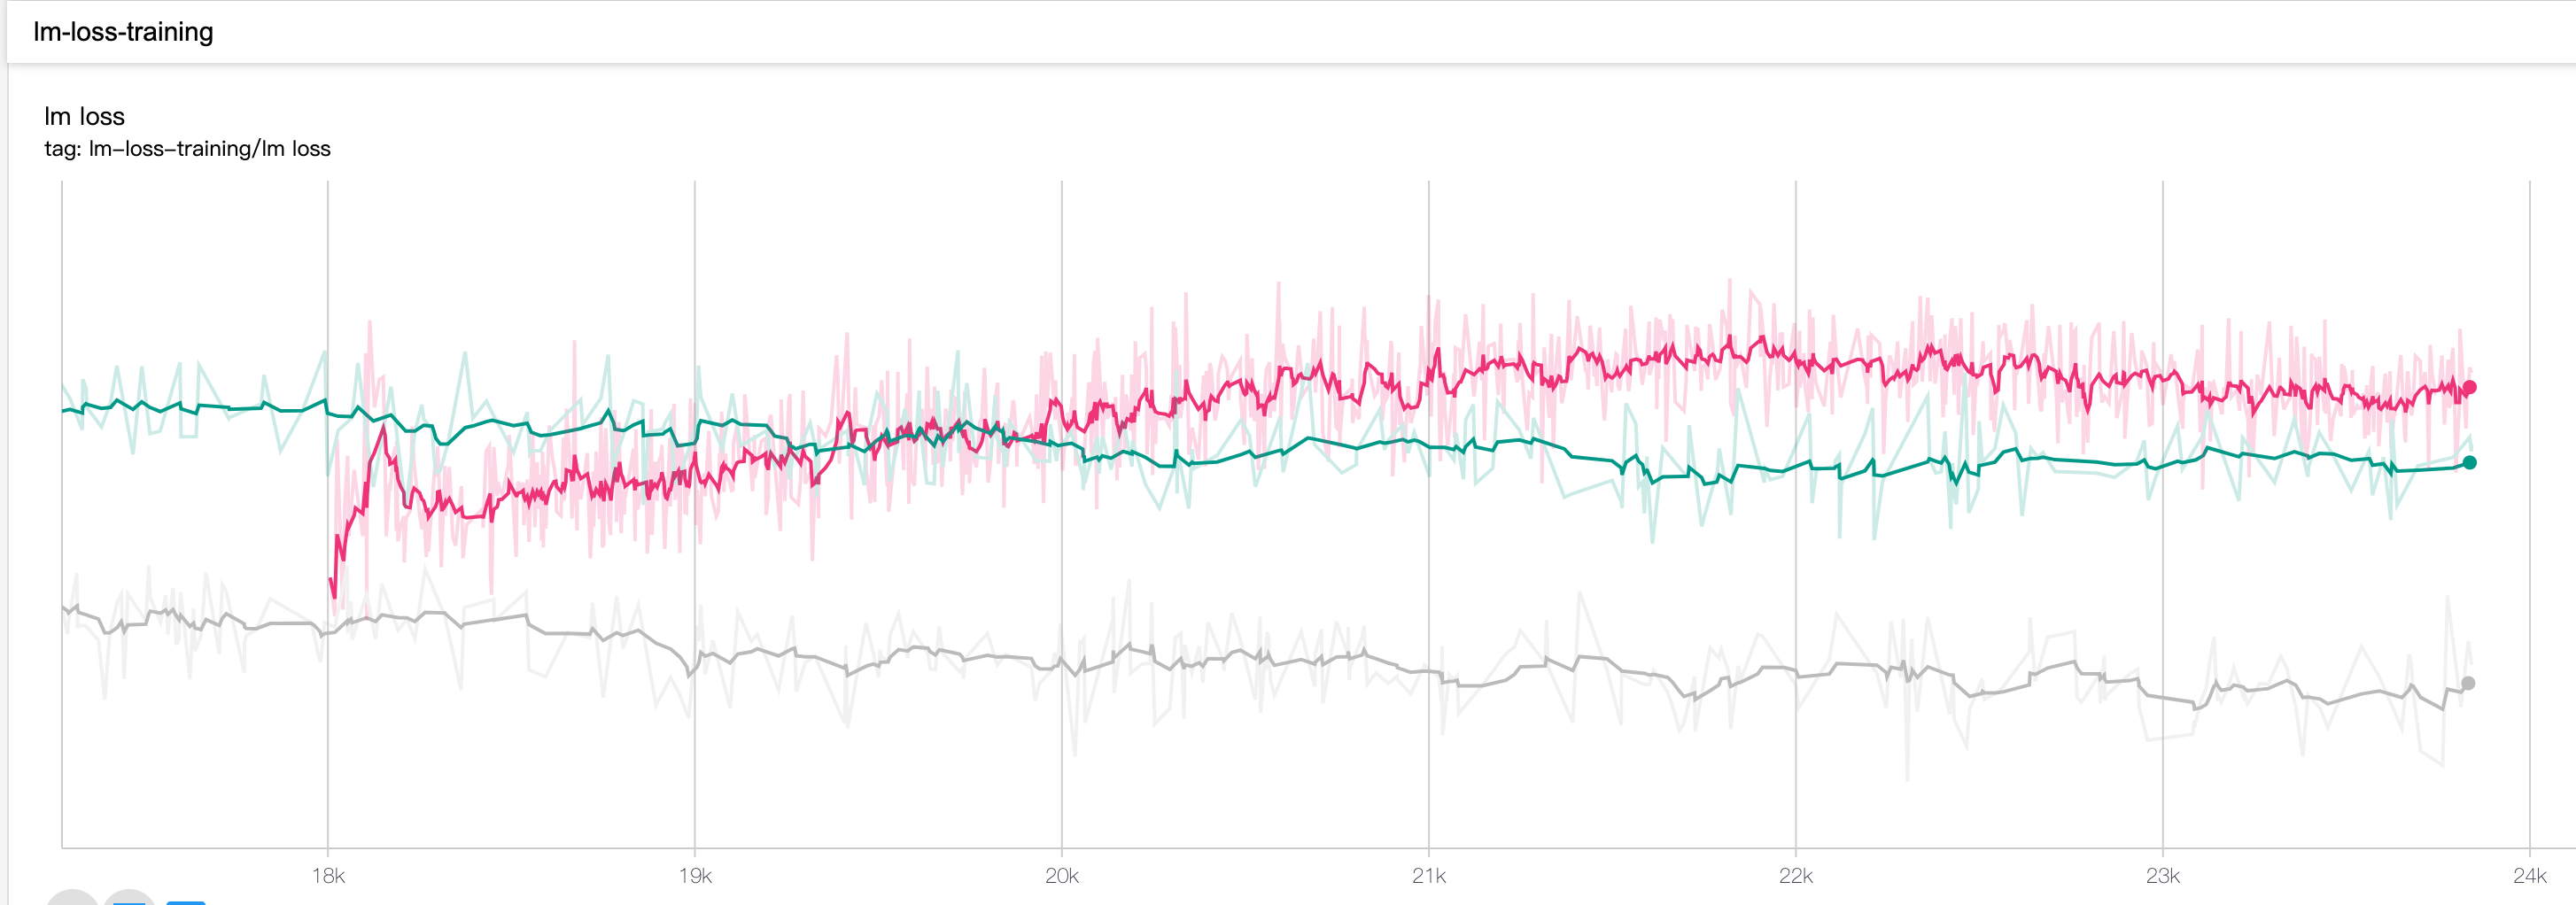 lm-loss-training
lm loss
tag: lm-loss-training/lm loss
18k
19k
20k
21k
22k
23k
24k